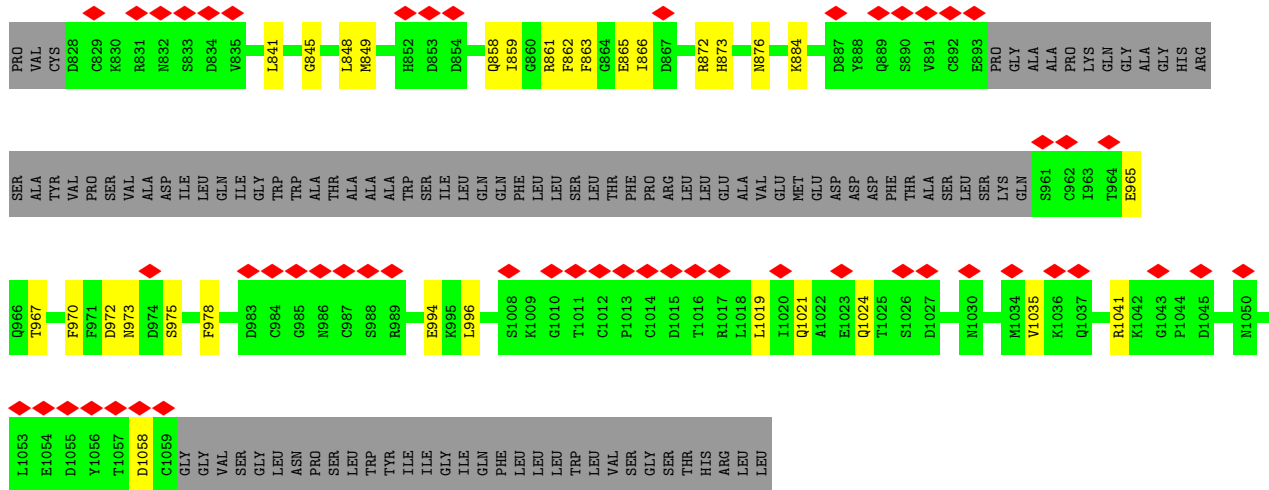 PRO VAL CYS D828 C829 K830 R831 N832 S833 D834 V835 L841 G845 L848 M849 H852 D853 D854 Q858 I859 G860 R861 F862 F863 G864 E865 I866 D867 R872 H873 N876 K884 D887 Y888 Q889 S890 V891 C892 E893 PRO GLY ALA ALA PRO LYS GLN GLY ALA GLY HIS ARG
SER ALA TYR VAL PRO SER VAL ALA ASP ILE LEU GLN ILE GLY TRP TRP ALA THR ALA ALA ALA TRP SER ILE LEU GLN GLN PHE LEU LEU SER LEU THR PHE PRO ARG LEU LEU GLU ALA VAL GLU MET GLU ASP ASP ASP PHE THR ALA SER LEU SER LYS GLN S961 C962 I963 T964 E965
Q966 T967 F970 F971 D972 N973 D974 S975 F978 D983 C984 G985 N986 C987 S988 R989 E994 K995 L996 S1008 K1009 G1010 T1011 C1012 P1013 C1014 D1015 T1016 R1017 L1018 L1019 I1020 Q1021 A1022 E1023 Q1024 T1025 S1026 D1027 N1030 M1034 V1035 K1036 Q1037 R1041 K1042 G1043 P1044 D1045 N1050
L1053 E1054 D1055 Y1056 T1057 D1058 C1059 GLY GLY VAL SER GLY LEU ASN PRO SER LEU TRP TYR ILE ILE GLY ILE GLN PHE LEU LEU LEU TRP LEU VAL SER GLY SER THR HIS ARG LEU LEU